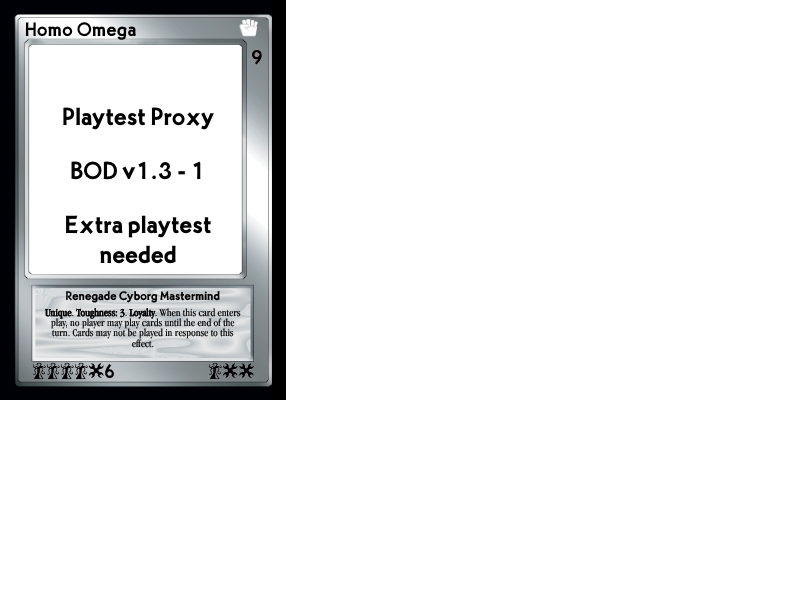 Homo Omega
9
Playtest Proxy
BOD v1.3 - 1
Extra playtest
needed
Renegade Cyborg Mastermind
Unique. Toughness: 3. Loyalty. When this card enters
play, no player may play cards until the end of the
turn. Cards may not be played in response to this
effect.
6